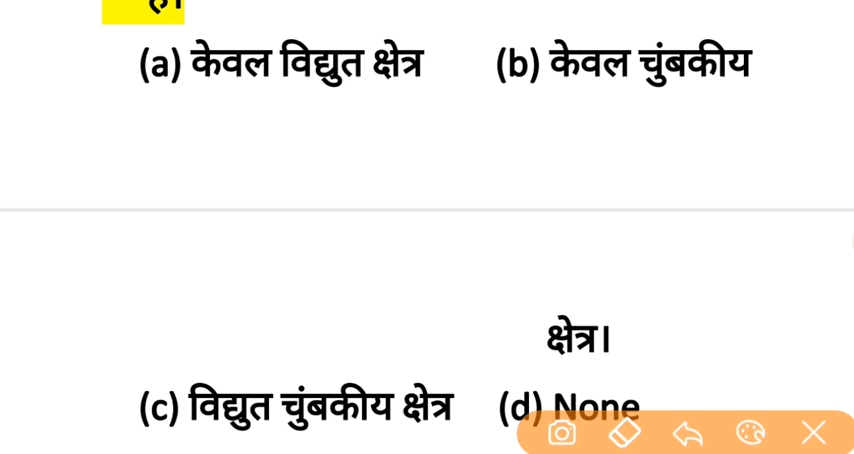 है।
(a) केवल विद्युत क्षेत्र (b) केवल चुंबकीय
क्षेत्र।
(c) विद्युत चुंबकीय क्षेत्र (d) None